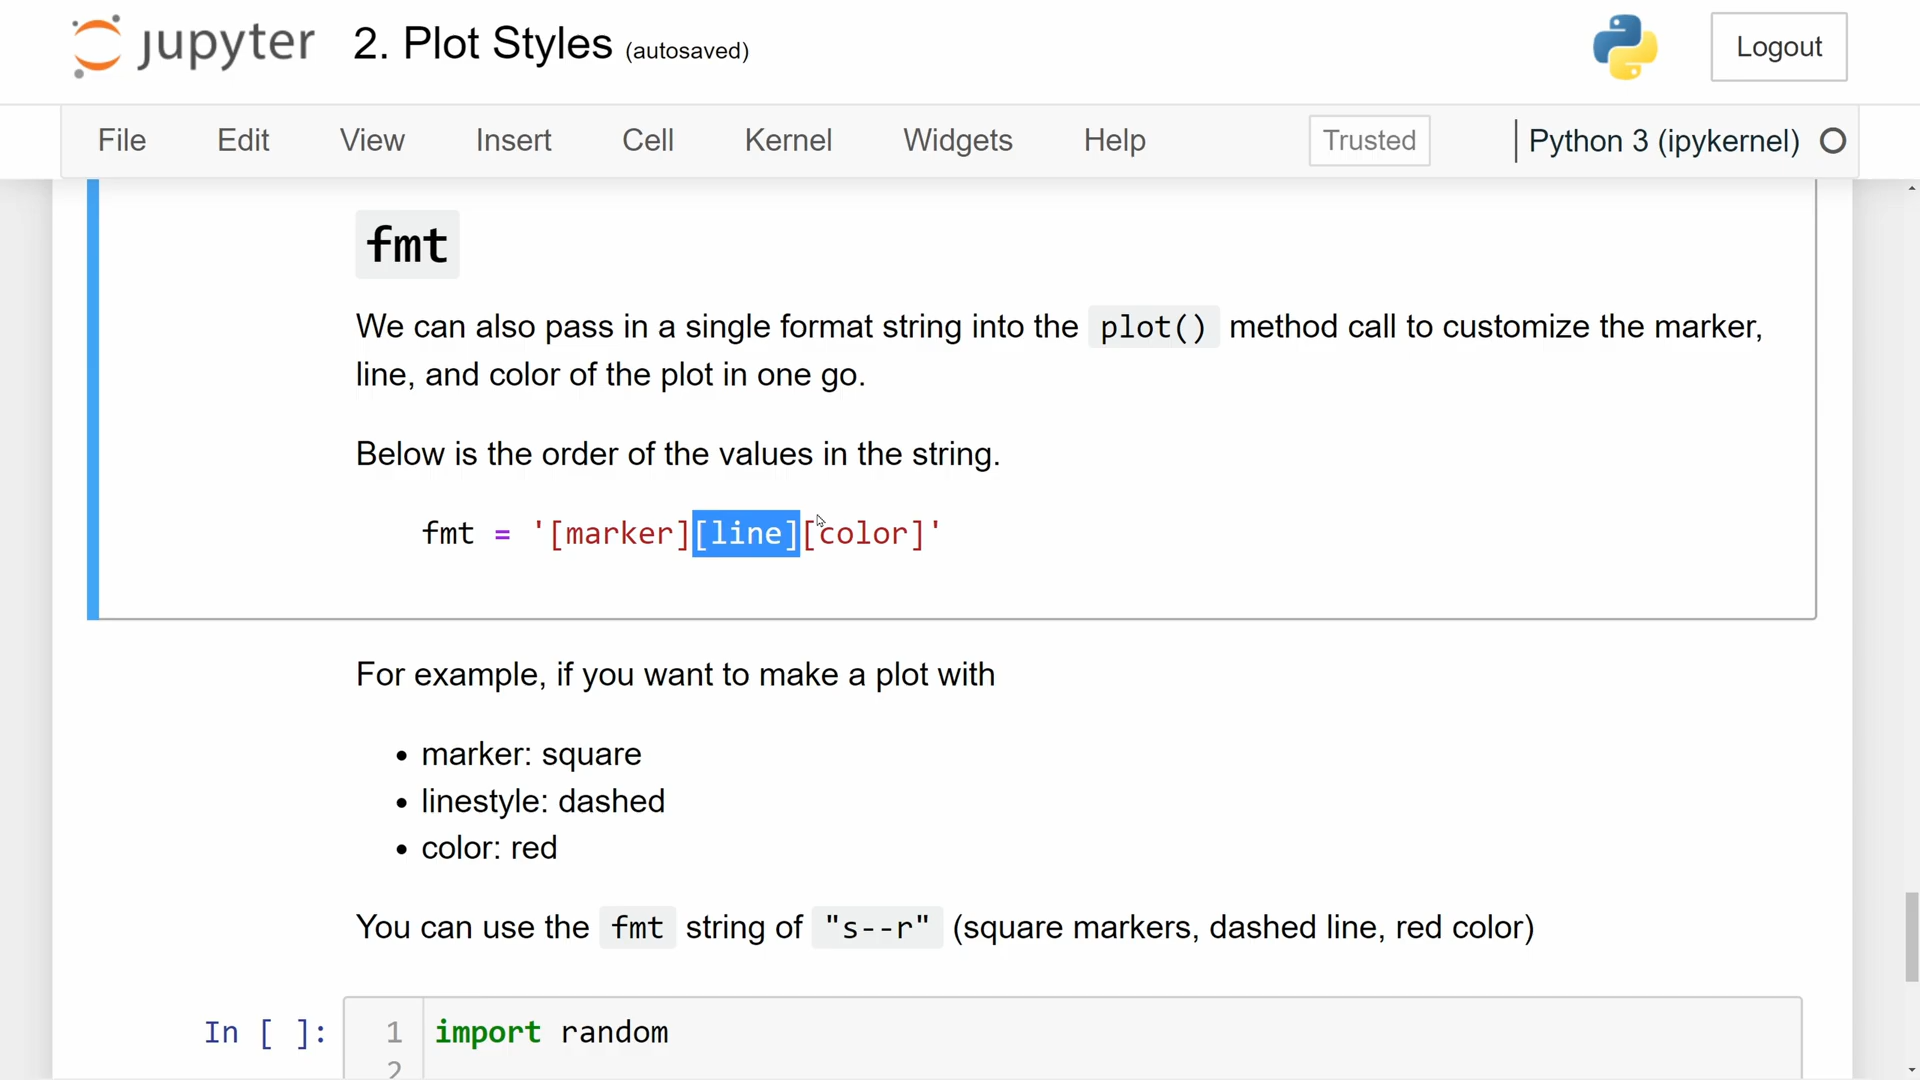 jupyter 2. Plot Styles (autosaved) Logout
File Edit View Insert Cell Kernel Widgets Help Trusted Python 3 (ipykernel)
fmt
We can also pass in a single format string into the plot() method call to customize the marker,
line, and color of the plot in one go.
Below is the order of the values in the string.
fmt = '[marker][line][color]'
For example, if you want to make a plot with
• marker: square
• linestyle: dashed
• color: red
You can use the fmt string of "s--r" (square markers, dashed line, red color)
In [ ]: 1 import random
2